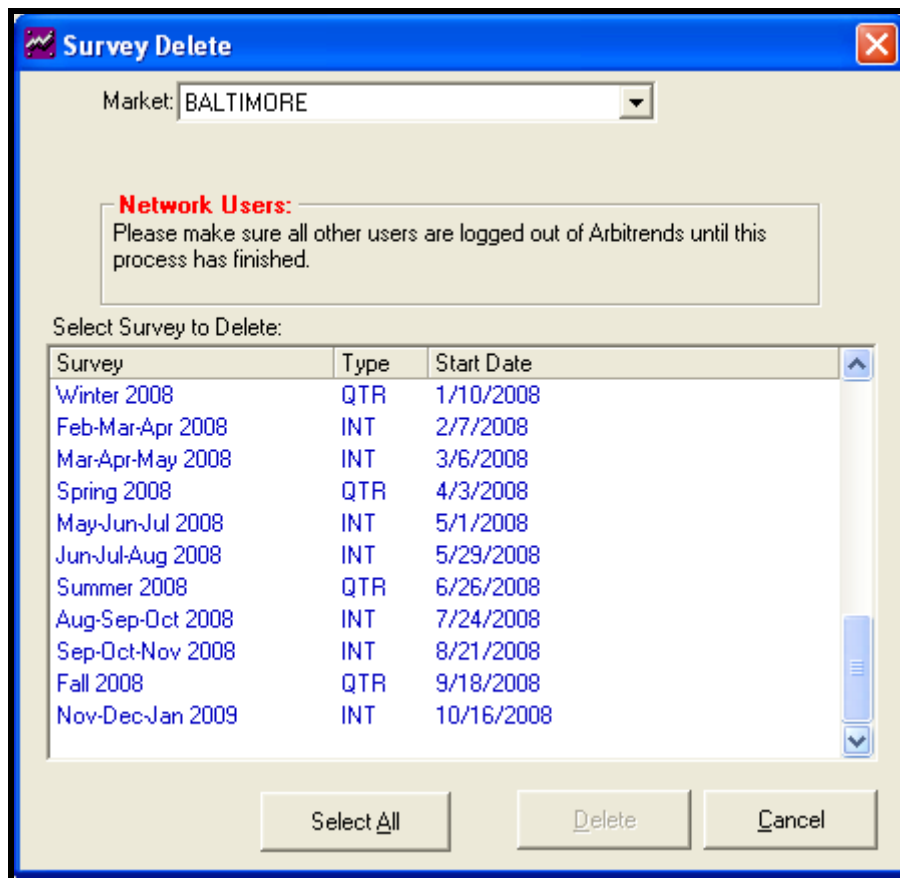 Survey Delete
Market: BALTIMORE
Network Users:
Please make sure all other users are logged out of Arbitrends until this
process has finished.
Select Survey to Delete:
Survey Type Start Date
Winter 2008 QTR 1/10/2008
Feb-Mar-Apr 2008 INT 2/7/2008
Mar-Apr-May 2008 INT 3/6/2008
Spring 2008 QTR 4/3/2008
May-Jun-Jul 2008 INT 5/1/2008
Jun-Jul-Aug 2008 INT 5/29/2008
Summer 2008 QTR 6/26/2008
Aug-Sep-Oct 2008 INT 7/24/2008
Sep-Oct-Nov 2008 INT 8/21/2008
Fall 2008 QTR 9/18/2008
Nov-Dec-Jan 2009 INT 10/16/2008
Select All Delete Cancel